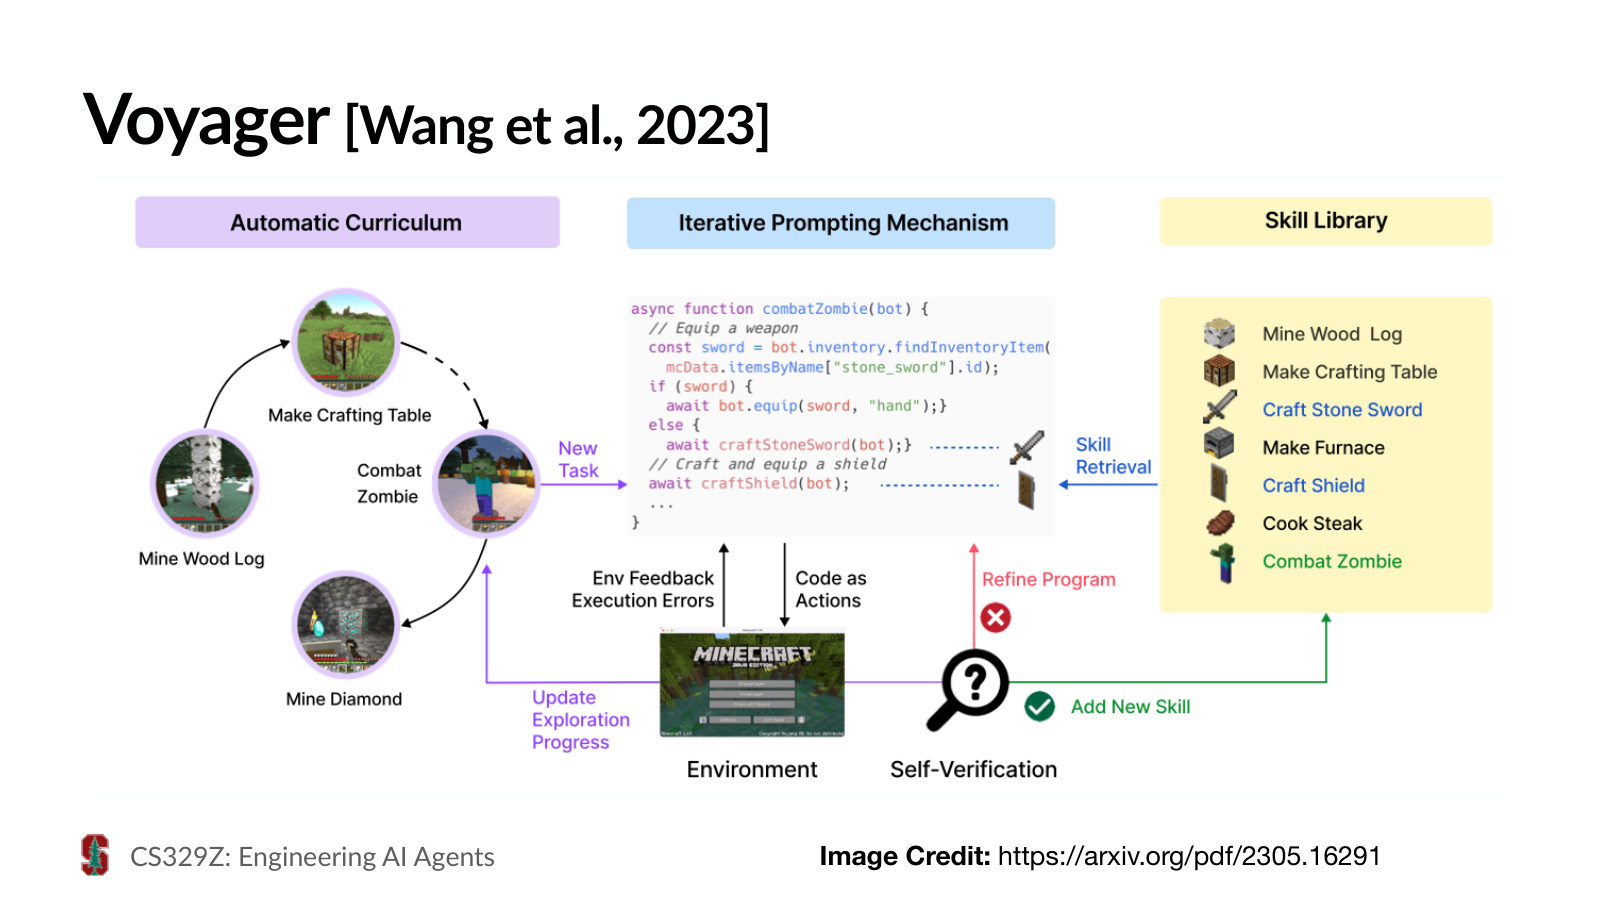 Voyager [Wang et al., 2023]
Automatic Curriculum
Make Crafting Table
Combat
Zombie
Mine Wood Log
Mine Diamond
New
Task
Update
Exploration
Progress
Iterative Prompting Mechanism
async function combatZombie(bot) {
// Equip a weapon
const sword = bot.inventory.findInventoryItem(
mcData.itemsByName["stone_sword"].id);
if (sword) {
await bot.equip(sword, "hand");}
else {
await craftStoneSword(bot);}
// Craft and equip a shield
await craftShield(bot);
...
}
Env Feedback
Execution Errors
Code as
Actions
Refine Program
MINECRAFT
JAVA EDITION
Environment
Self-Verification
Add New Skill
Skill
Retrieval
Skill Library
Mine Wood Log
Make Crafting Table
Craft Stone Sword
Make Furnace
Craft Shield
Cook Steak
Combat Zombie
CS329Z: Engineering AI Agents
Image Credit: https://arxiv.org/pdf/2305.16291